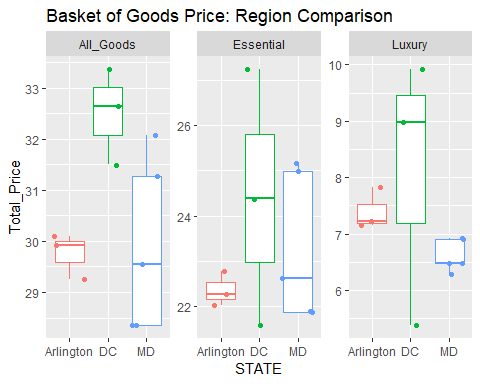 Basket of Goods Price: Region Comparison
All_Goods
Essential
Luxury
Total_Price
33
32
31
30
29
26
24
22
10
9
8
7
6
Arlington DC MD
Arlington DC MD
Arlington DC MD
STATE